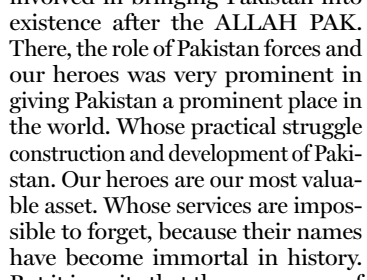 involved in bringing Pakistan into
existence after the ALLAH PAK.
There, the role of Pakistan forces and
our heroes was very prominent in
giving Pakistan a prominent place in
the world. Whose practical struggle
construction and development of Paki-
stan. Our heroes are our most valua-
ble asset. Whose services are impos-
sible to forget, because their names
have become immortal in history.
But it is